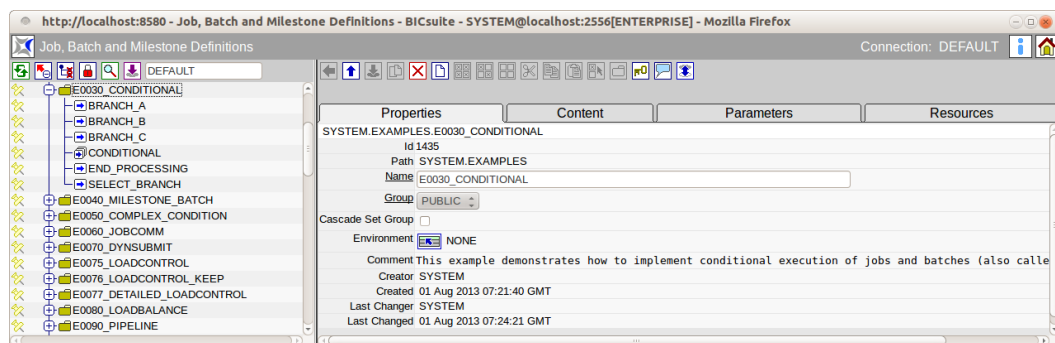 http://localhost:8580 - Job, Batch and Milestone Definitions - BICsuite - SYSTEM@localhost:2556[ENTERPRISE] - Mozilla Firefox
Job, Batch and Milestone Definitions
Connection: DEFAULT
DEFAULT
E0030_CONDITIONAL
BRANCH_A
BRANCH_B
BRANCH_C
CONDITIONAL
END_PROCESSING
SELECT_BRANCH
E0040_MILESTONE_BATCH
E0050_COMPLEX_CONDITION
E0060_JOBCOMM
E0070_DYNSUBMIT
E0075_LOADCONTROL
E0076_LOADCONTROL_KEEP
E0077_DETAILED_LOADCONTROL
E0080_LOADBALANCE
E0090_PIPELINE
Properties Content Parameters Resources
SYSTEM.EXAMPLES.E0030_CONDITIONAL
Id 1435
Path SYSTEM.EXAMPLES
Name E0030_CONDITIONAL
Group PUBLIC
Cascade Set Group
Environment NONE
Comment This example demonstrates how to implement conditional execution of jobs and batches (also calle
Creator SYSTEM
Created 01 Aug 2013 07:21:40 GMT
Last Changer SYSTEM
Last Changed 01 Aug 2013 07:24:21 GMT